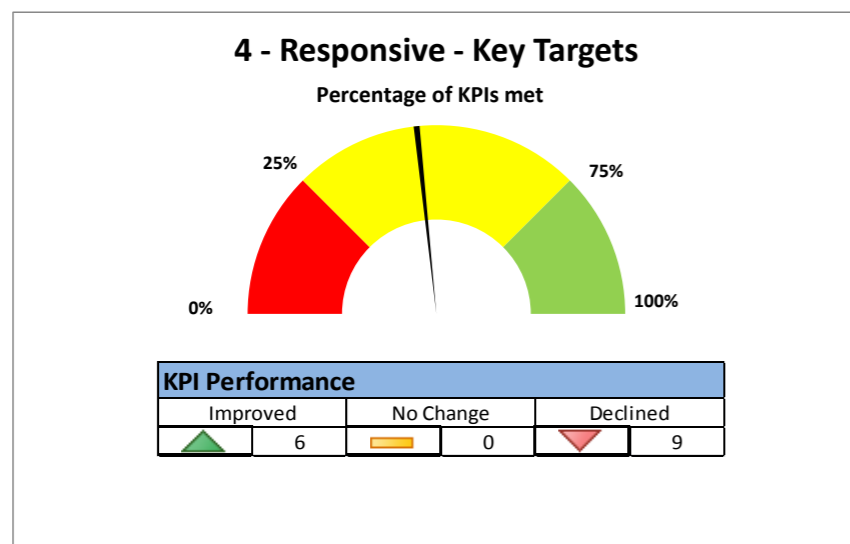 4 - Responsive - Key Targets
Percentage of KPIs met
25%
75%
0%
100%
KPI Performance
Improved No Change Declined
6 0 9